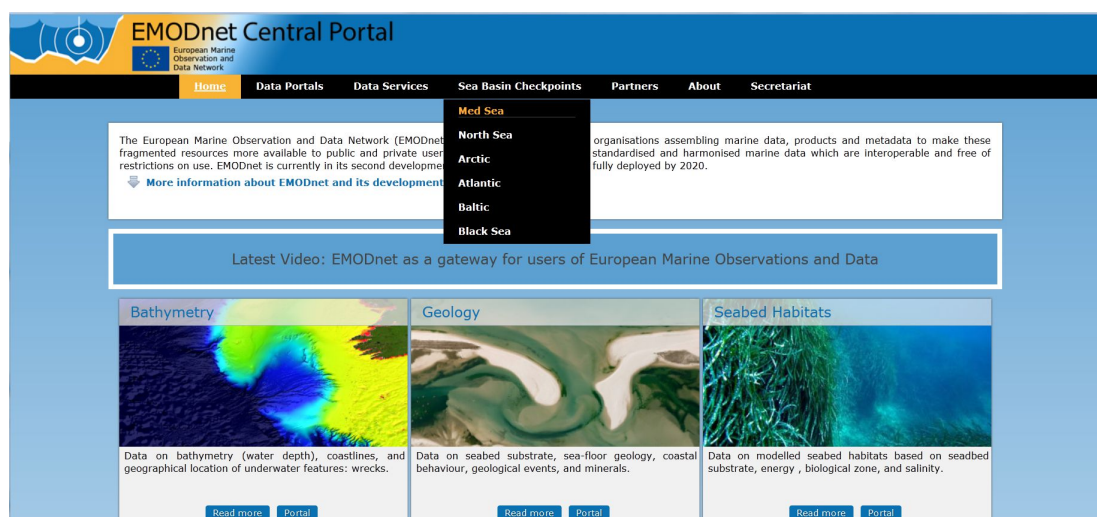 EMODnet Central Portal
European Marine
Observation and
Data Network
Home Data Portals Data Services Sea Basin Checkpoints Partners About Secretariat
Med Sea
North Sea
Arctic
Atlantic
Baltic
Black Sea
The European Marine Observation and Data Network (EMODnet organisations assembling marine data, products and metadata to make these
fragmented resources more available to public and private user standardised and harmonised marine data which are interoperable and free of
restrictions on use. EMODnet is currently in its second developme fully deployed by 2020.
More information about EMODnet and its development
Latest Video: EMODnet as a gateway for users of European Marine Observations and Data
Bathymetry
Data on bathymetry (water depth), coastlines, and
geographical location of underwater features: wrecks.
Read more Portal
Geology
Data on seabed substrate, sea-floor geology, coastal
behaviour, geological events, and minerals.
Read more Portal
Seabed Habitats
Data on modelled seabed habitats based on seadbed
substrate, energy , biological zone, and salinity.
Read more Portal